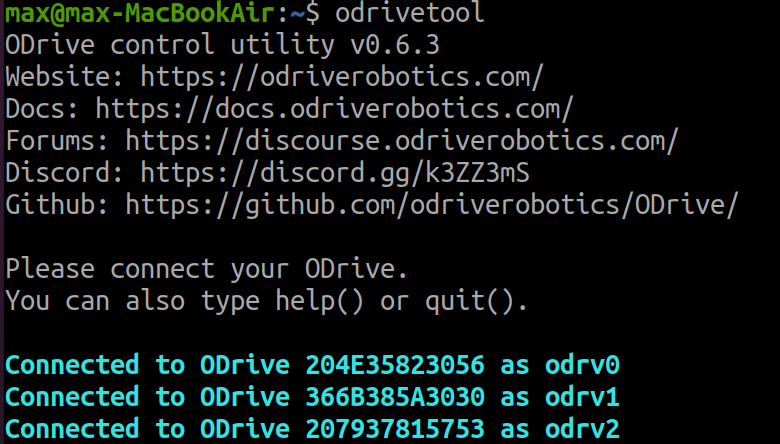 max@max-MacBookAir:~$ odrivetool
ODrive control utility v0.6.3
Website: https://odriverobotics.com/
Docs: https://docs.odriverobotics.com/
Forums: https://discourse.odriverobotics.com/
Discord: https://discord.gg/k3ZZ3mS
Github: https://github.com/odriverobotics/ODrive/
Please connect your ODrive.
You can also type help() or quit().
Connected to ODrive 204E35823056 as odrv0
Connected to ODrive 366B385A3030 as odrv1
Connected to ODrive 207937815753 as odrv2